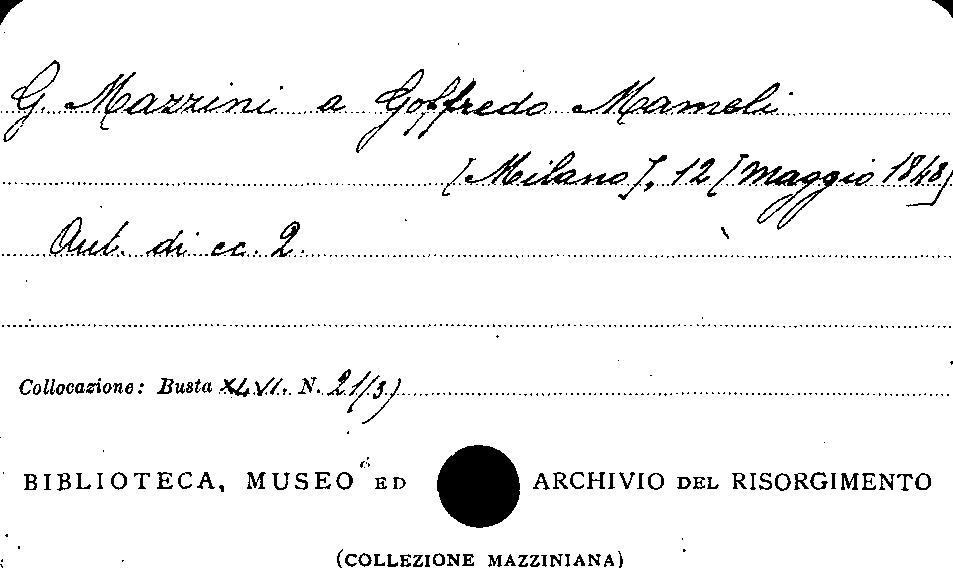 G. Mazzini a Goffredo Mameli
[Milano], 12 [maggio 1848]
Aut. di cc. 2.
Collocazione: Busta XLVI. N. 21(3)
BIBLIOTECA, MUSEO ED ARCHIVIO DEL RISORGIMENTO
(COLLEZIONE MAZZINIANA)